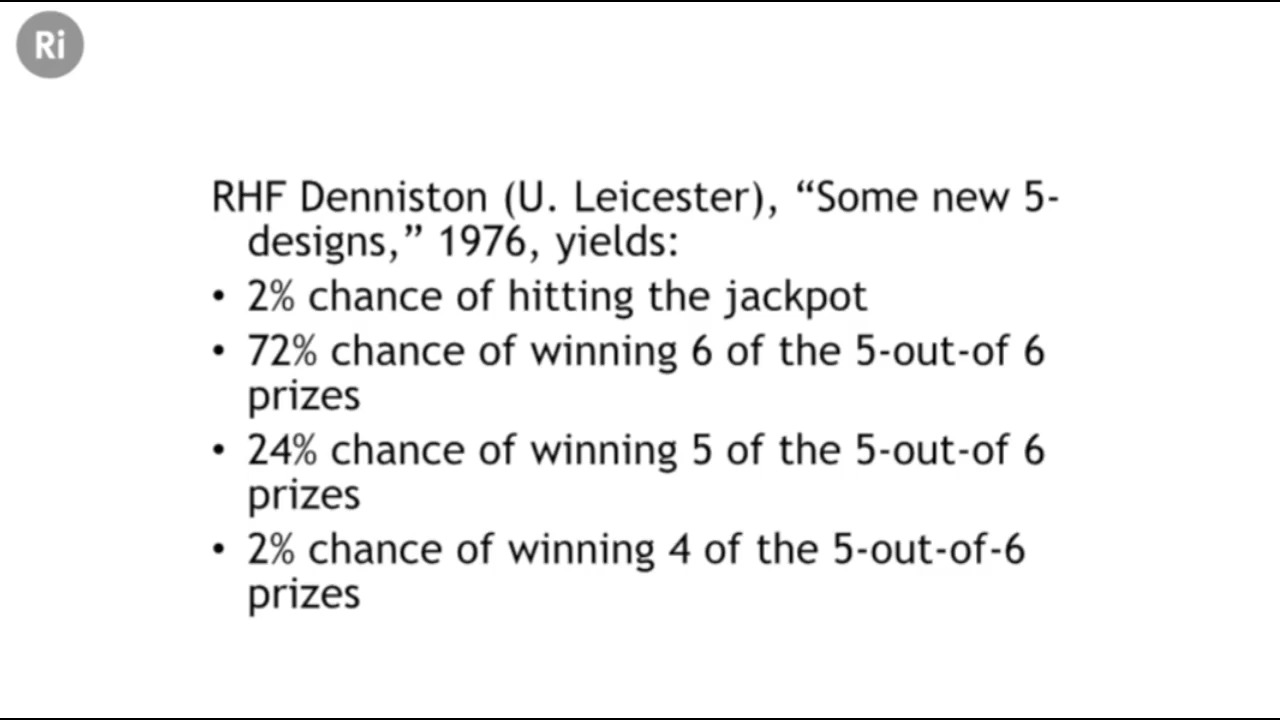 Ri
RHF Denniston (U. Leicester), “Some new 5-
designs,” 1976, yields:
• 2% chance of hitting the jackpot
• 72% chance of winning 6 of the 5-out-of 6
prizes
• 24% chance of winning 5 of the 5-out-of 6
prizes
• 2% chance of winning 4 of the 5-out-of-6
prizes